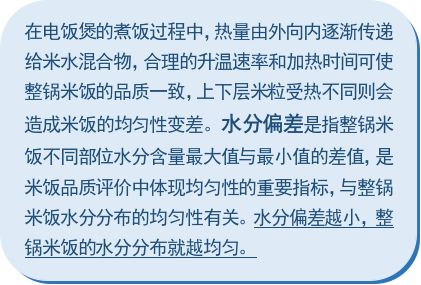 在电饭煲的煮饭过程中，热量由外向内逐渐传递
给米水混合物，合理的升温速率和加热时间可使
整锅米饭的品质一致，上下层米粒受热不同则会
造成米饭的均匀性变差。水分偏差是指整锅米
饭不同部位水分含量最大值与最小值的差值，是
米饭品质评价中体现均匀性的重要指标，与整锅
米饭水分分布的均匀性有关。水分偏差越小，整
锅米饭的水分分布就越均匀。